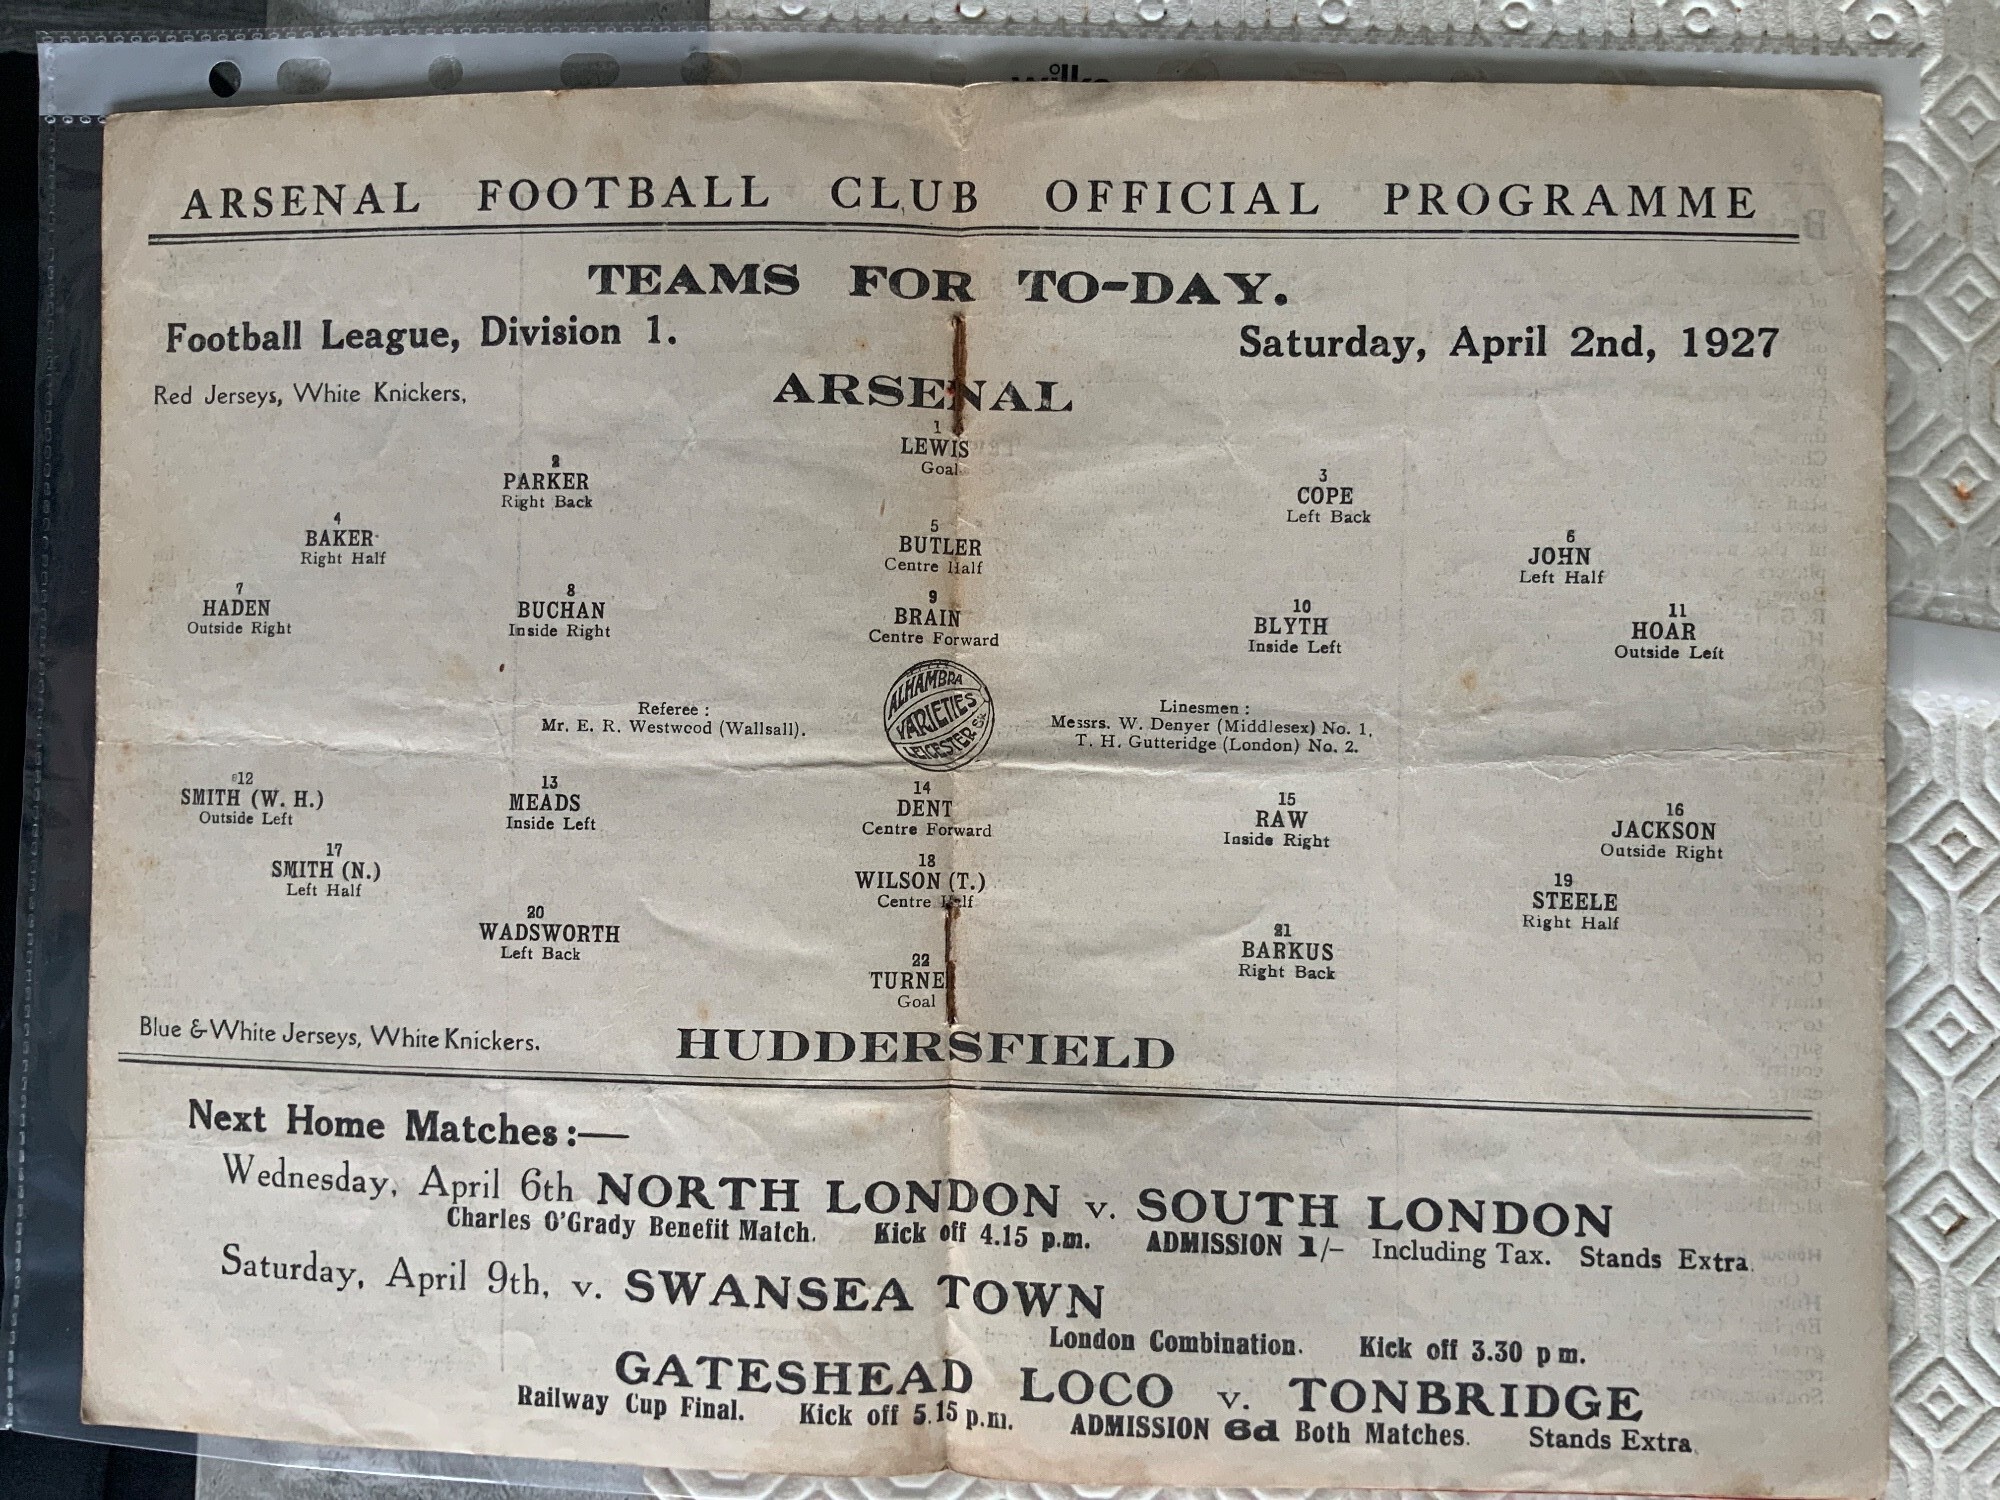 ARSENAL FOOTBALL CLUB OFFICIAL PROGRAMME
TEAMS FOR TO-DAY.
Football League, Division 1.
Saturday, April 2nd, 1927
Red Jerseys, White Knickers,
ARSENAL
1
LEWIS
Goal
2
PARKER
Right Back
3
COPE
Left Back
4
BAKER
Right Half
5
BUTLER
Centre Half
6
JOHN
Left Half
7
HADEN
Outside Right
8
BUCHAN
Inside Right
9
BRAIN
Centre Forward
10
BLYTH
Inside Left
11
HOAR
Outside Left
Referee :
Mr. E. R. Westwood (Wallsall).
ALHAMBRA
VARIETIES
LEICESTER SQ
Linesmen :
Messrs. W. Denyer (Middlesex) No. 1,
T. H. Gutteridge (London) No. 2.
12
SMITH (W. H.)
Outside Left
13
MEADS
Inside Left
14
DENT
Centre Forward
15
RAW
Inside Right
16
JACKSON
Outside Right
17
SMITH (N.)
Left Half
18
WILSON (T.)
Centre Half
19
STEELE
Right Half
20
WADSWORTH
Left Back
21
BARKUS
Right Back
22
TURNE
Goal
Blue & White Jerseys, White Knickers.
HUDDERSFIELD
Next Home Matches:—
Wednesday, April 6th NORTH LONDON v. SOUTH LONDON
Charles O'Grady Benefit Match. Kick off 4.15 p.m. ADMISSION 1/- Including Tax. Stands Extra.
Saturday, April 9th, v. SWANSEA TOWN
London Combination. Kick off 3.30 p m.
GATESHEAD LOCO v. TONBRIDGE
Railway Cup Final. Kick off 5.15 p.m. ADMISSION 6d Both Matches. Stands Extra